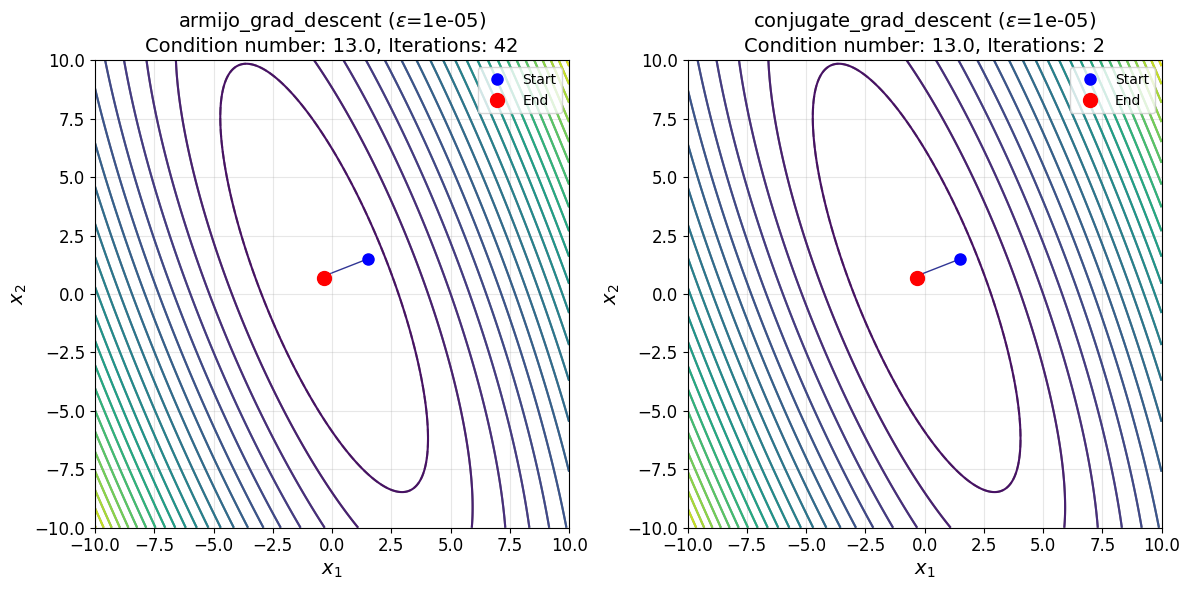 armijo_grad_descent (ε=1e-05)
Condition number: 13.0, Iterations: 42
Start
End
10.0
7.5
5.0
2.5
0.0
−2.5
−5.0
−7.5
−10.0
x₂
−10.0 −7.5 −5.0 −2.5 0.0 2.5 5.0 7.5 10.0
x₁
conjugate_grad_descent (ε=1e-05)
Condition number: 13.0, Iterations: 2
Start
End
10.0
7.5
5.0
2.5
0.0
−2.5
−5.0
−7.5
−10.0
x₂
−10.0 −7.5 −5.0 −2.5 0.0 2.5 5.0 7.5 10.0
x₁